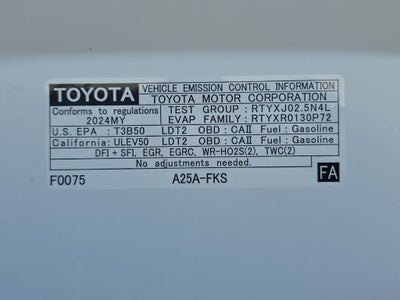 TOYOTA VEHICLE EMISSION CONTROL INFORMATION
TOYOTA MOTOR CORPORATION
Conforms to regulations TEST GROUP : RTYXJ02.5N4L
2024MY EVAP FAMILY : RTYXR0130P72
U.S. EPA : T3B50 LDT2 OBD : CAII Fuel : Gasoline
California: ULEV50 LDT2 OBD : CAII Fuel : Gasoline
DFI + SFI, EGR, EGRC, WR-HO2S(2), TWC(2)
No adjustments needed.
F0075 A25A-FKS FA